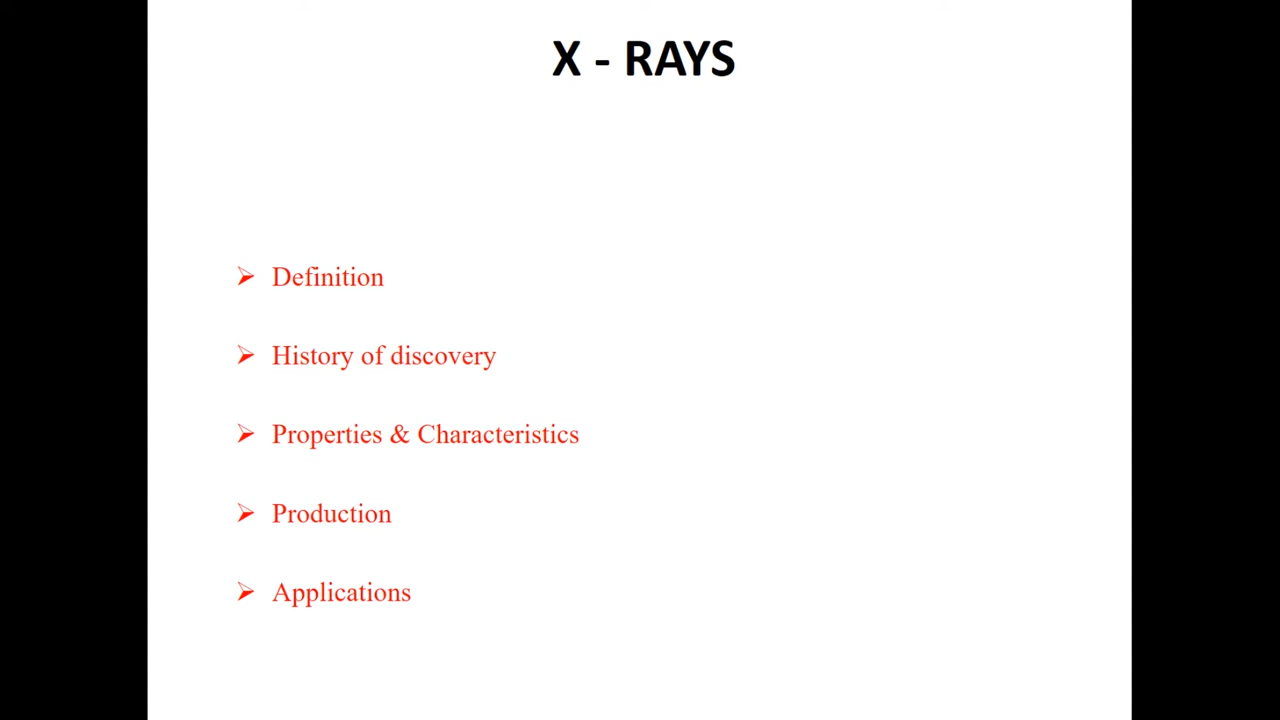 X - RAYS
➢ Definition
➢ History of discovery
➢ Properties & Characteristics
➢ Production
➢ Applications